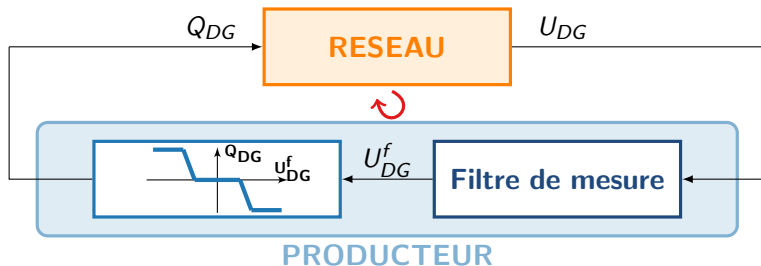 Q_DG
RESEAU
U_DG
Q_DG
U^f_DG
U^f_DG
Filtre de mesure
PRODUCTEUR